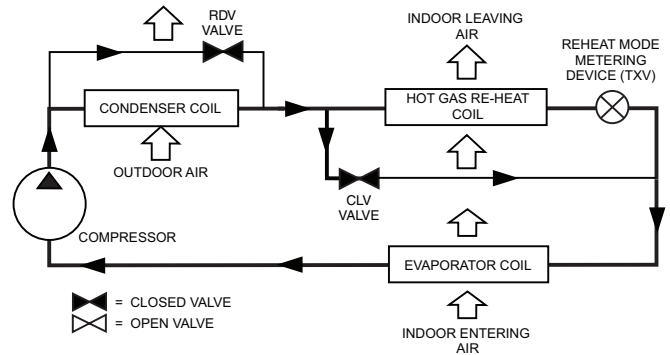 RDV
VALVE
INDOOR LEAVING
AIR
REHEAT MODE
METERING
DEVICE (TXV)
CONDENSER COIL
HOT GAS RE-HEAT
COIL
OUTDOOR AIR
CLV
VALVE
COMPRESSOR
EVAPORATOR COIL
= CLOSED VALVE
= OPEN VALVE
INDOOR ENTERING
AIR